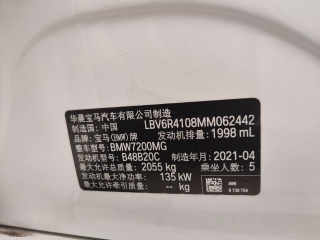 华晨宝马汽车有限公司制造
制造国：中国 LBV6R4108MM062442
品牌：宝马(BMW)牌 发动机排量：1998 mL
整车型号：BMW7200MG
发动机型号：B48B20C 制造年月：2021-04
最大允许总质量：2055 kg 乘坐人数：5
发动机最大净功率：135 kW
最大允许牵引质量：-- kg